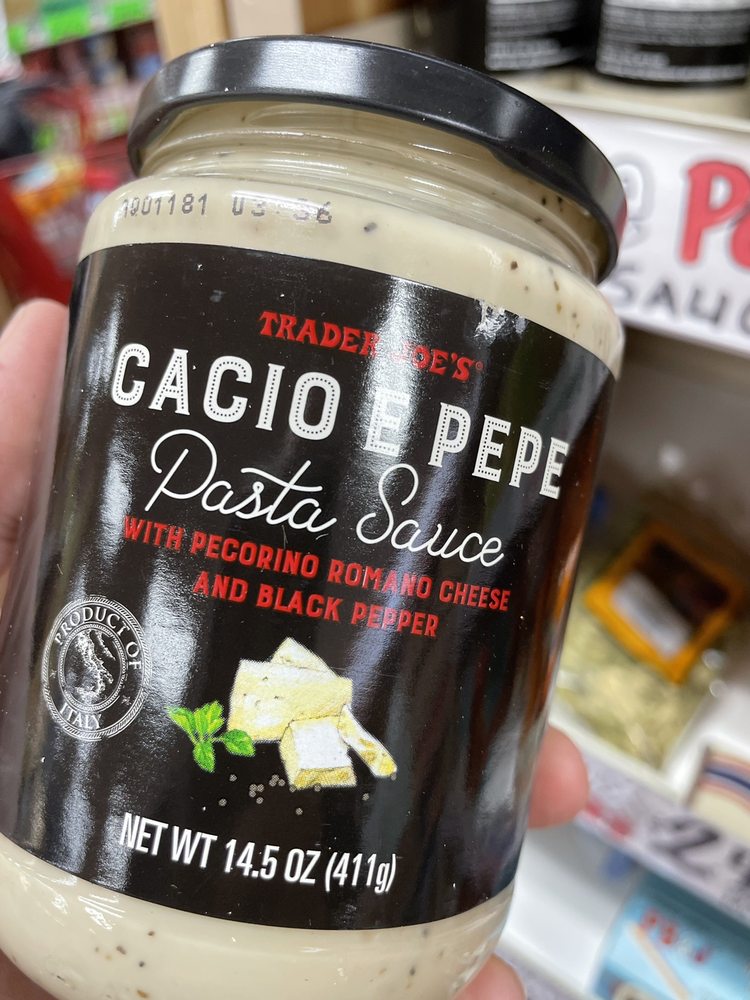 TRADER JOE'S
CACIO E PEPE
Pasta Sauce
WITH PECORINO ROMANO CHEESE
AND BLACK PEPPER
PRODUCT OF
ITALY
NET WT 14.5 OZ (411g)